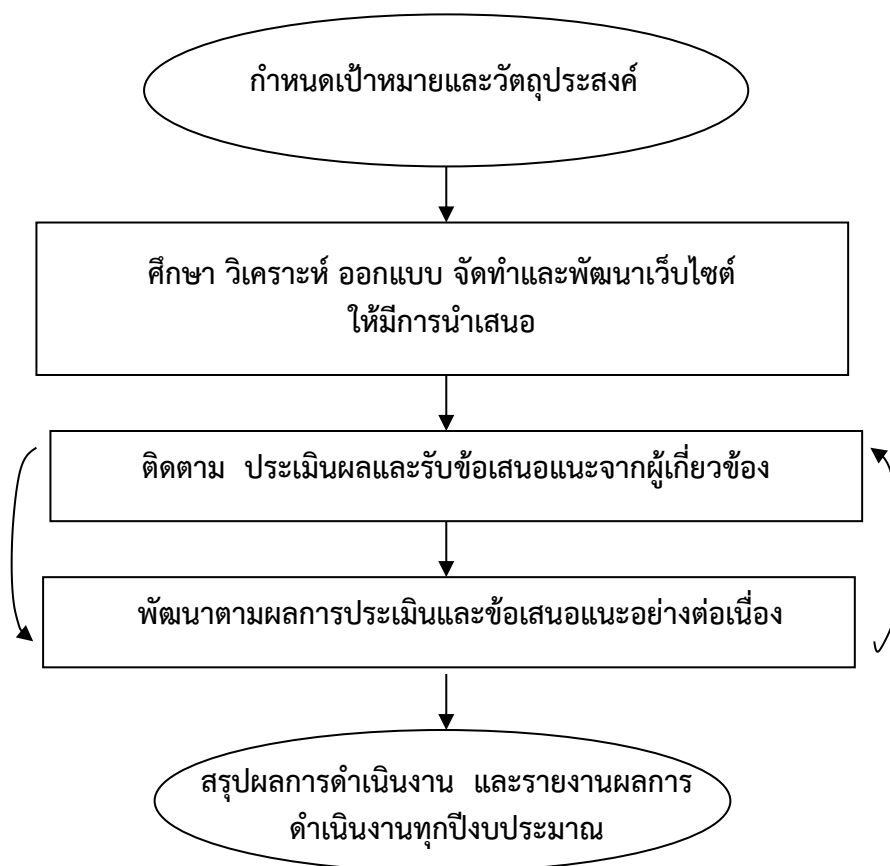 กำหนดเป้าหมายและวัตถุประสงค์
ศึกษา วิเคราะห์ ออกแบบ จัดทำและพัฒนาเว็บไซต์
ให้มีการนำเสนอ
ติดตาม ประเมินผลและรับข้อเสนอแนะจากผู้เกี่ยวข้อง
พัฒนาตามผลการประเมินและข้อเสนอแนะอย่างต่อเนื่อง
สรุปผลการดำเนินงาน และรายงานผลการ
ดำเนินงานทุกปีงบประมาณ